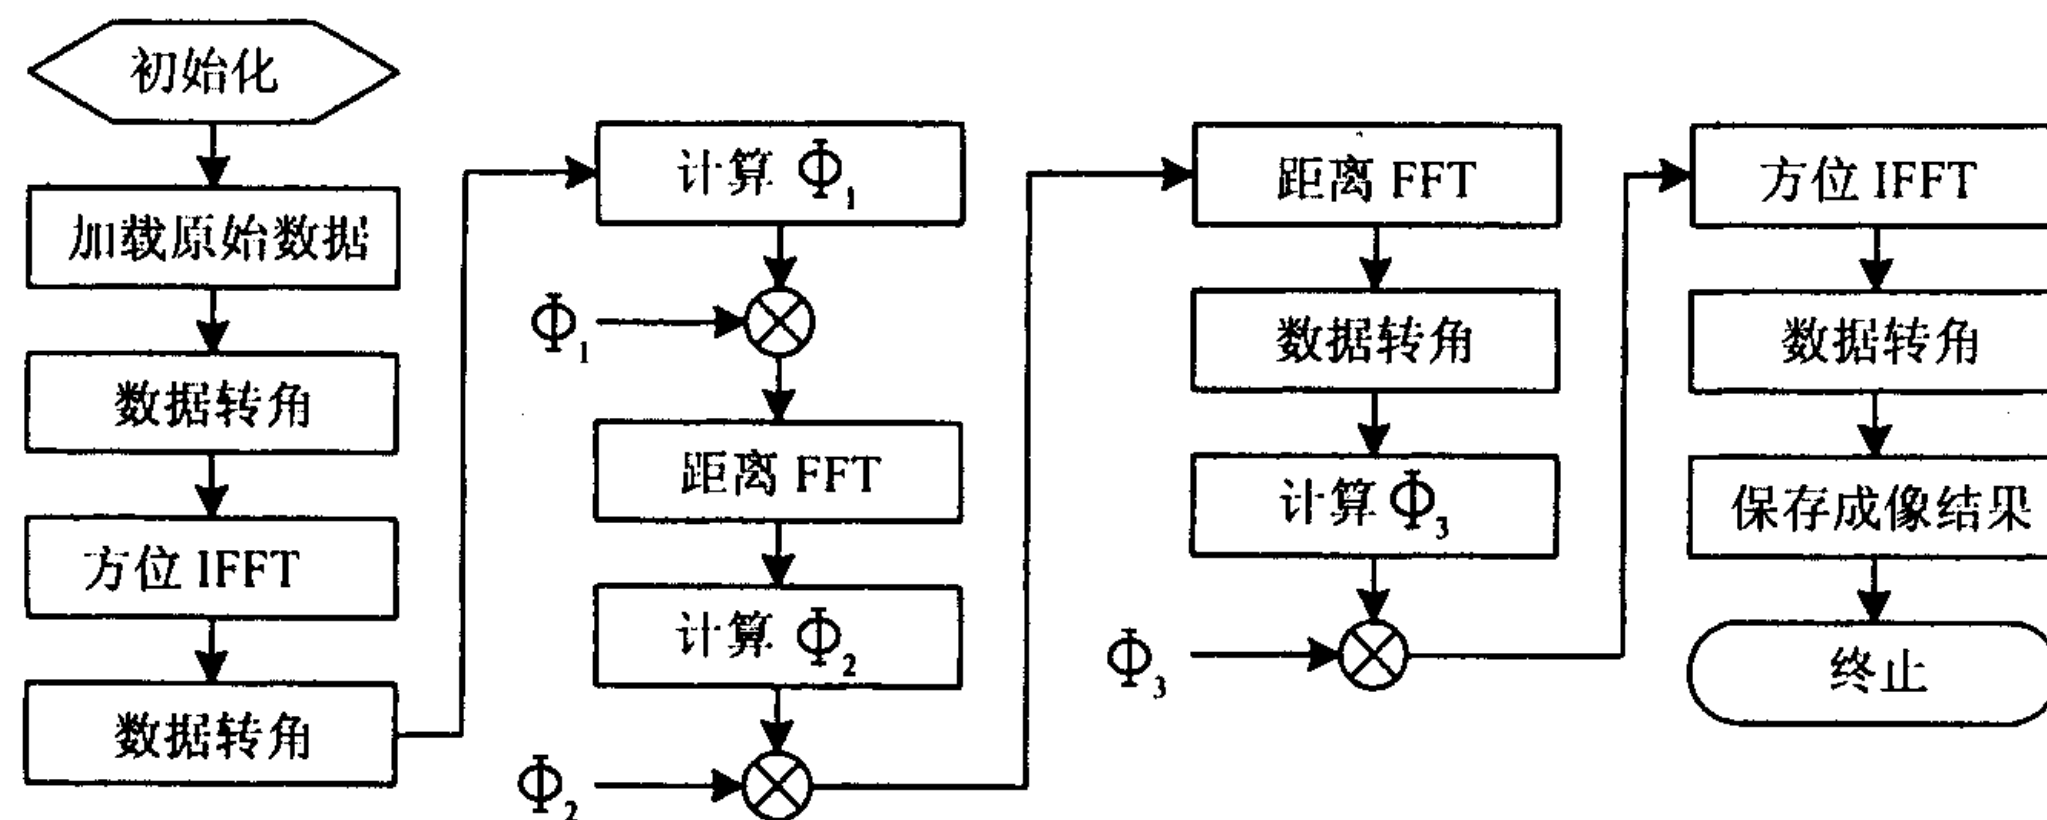 初始化
加载原始数据
数据转角
方位 IFFT
数据转角
计算 Φ₁
Φ₁
距离 FFT
计算 Φ₂
Φ₂
距离 FFT
数据转角
计算 Φ₃
Φ₃
方位 IFFT
数据转角
保存成像结果
终止